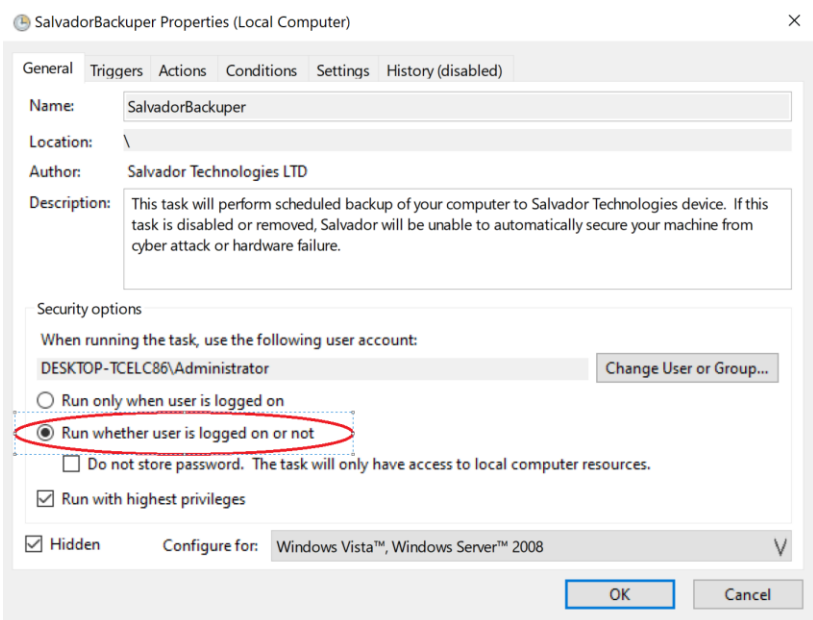 SalvadorBackuper Properties (Local Computer)
General Triggers Actions Conditions Settings History (disabled)
Name: SalvadorBackuper
Location: \
Author: Salvador Technologies LTD
Description: This task will perform scheduled backup of your computer to Salvador Technologies device. If this
task is disabled or removed, Salvador will be unable to automatically secure your machine from
cyber attack or hardware failure.
Security options
When running the task, use the following user account:
DESKTOP-TCELC86\Administrator Change User or Group...
Run only when user is logged on
Run whether user is logged on or not
Do not store password. The task will only have access to local computer resources.
Run with highest privileges
Hidden Configure for: Windows Vista™, Windows Server™ 2008
OK Cancel